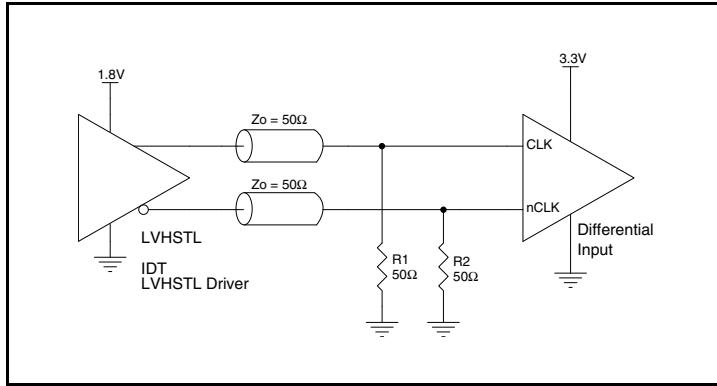 1.8V
3.3V
Zo = 50Ω
CLK
Zo = 50Ω
nCLK
LVHSTL
IDT
LVHSTL Driver
R1
50Ω
R2
50Ω
Differential
Input